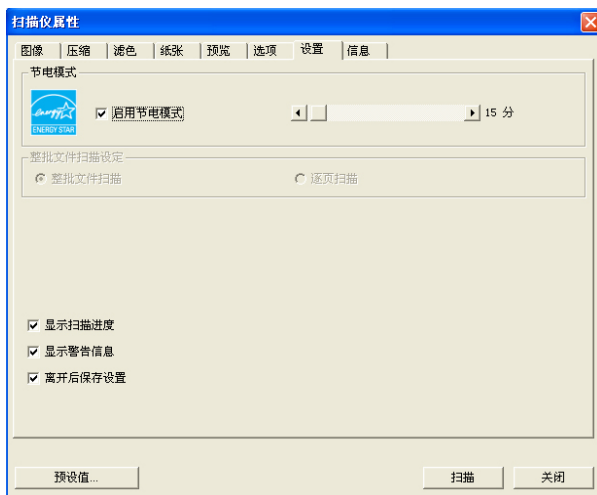 扫描仪属性
图像 压缩 滤色 纸张 预览 选项 设置 信息
节电模式
energy
ENERGY STAR
启用节电模式 15 分
整批文件扫描设定
整批文件扫描 逐页扫描
显示扫描进度
显示警告信息
离开后保存设置
预设值... 扫描 关闭